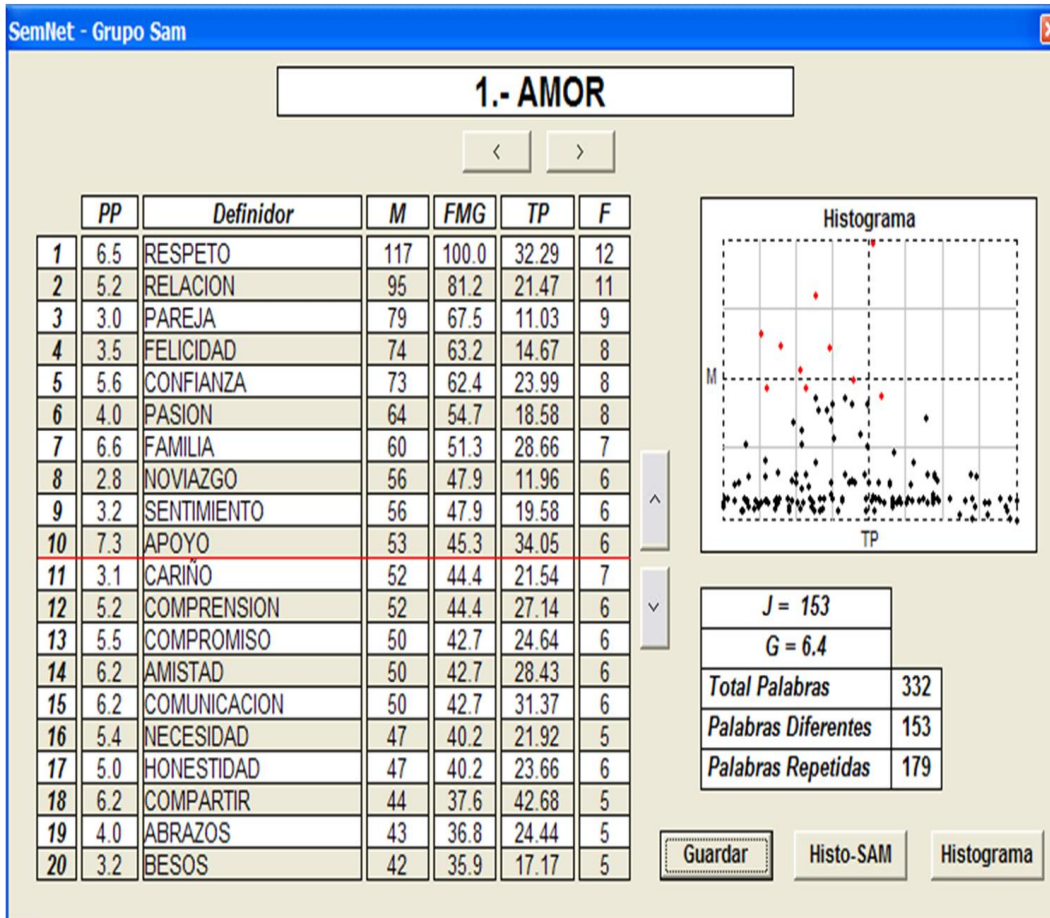 SemNet - Grupo Sam
1.- AMOR
< >
PP Definidor M FMG TP F
1 6.5 RESPETO 117 100.0 32.29 12
2 5.2 RELACION 95 81.2 21.47 11
3 3.0 PAREJA 79 67.5 11.03 9
4 3.5 FELICIDAD 74 63.2 14.67 8
5 5.6 CONFIANZA 73 62.4 23.99 8
6 4.0 PASION 64 54.7 18.58 8
7 6.6 FAMILIA 60 51.3 28.66 7
8 2.8 NOVIAZGO 56 47.9 11.96 6
9 3.2 SENTIMIENTO 56 47.9 19.58 6
10 7.3 APOYO 53 45.3 34.05 6
11 3.1 CARIÑO 52 44.4 21.54 7
12 5.2 COMPRENSION 52 44.4 27.14 6
13 5.5 COMPROMISO 50 42.7 24.64 6
14 6.2 AMISTAD 50 42.7 28.43 6
15 6.2 COMUNICACION 50 42.7 31.37 6
16 5.4 NECESIDAD 47 40.2 21.92 5
17 5.0 HONESTIDAD 47 40.2 23.66 6
18 6.2 COMPARTIR 44 37.6 42.68 5
19 4.0 ABRAZOS 43 36.8 24.44 5
20 3.2 BESOS 42 35.9 17.17 5
Histograma
M
TP
J = 153
G = 6.4
Total Palabras 332
Palabras Diferentes 153
Palabras Repetidas 179
Guardar Histo-SAM Histograma